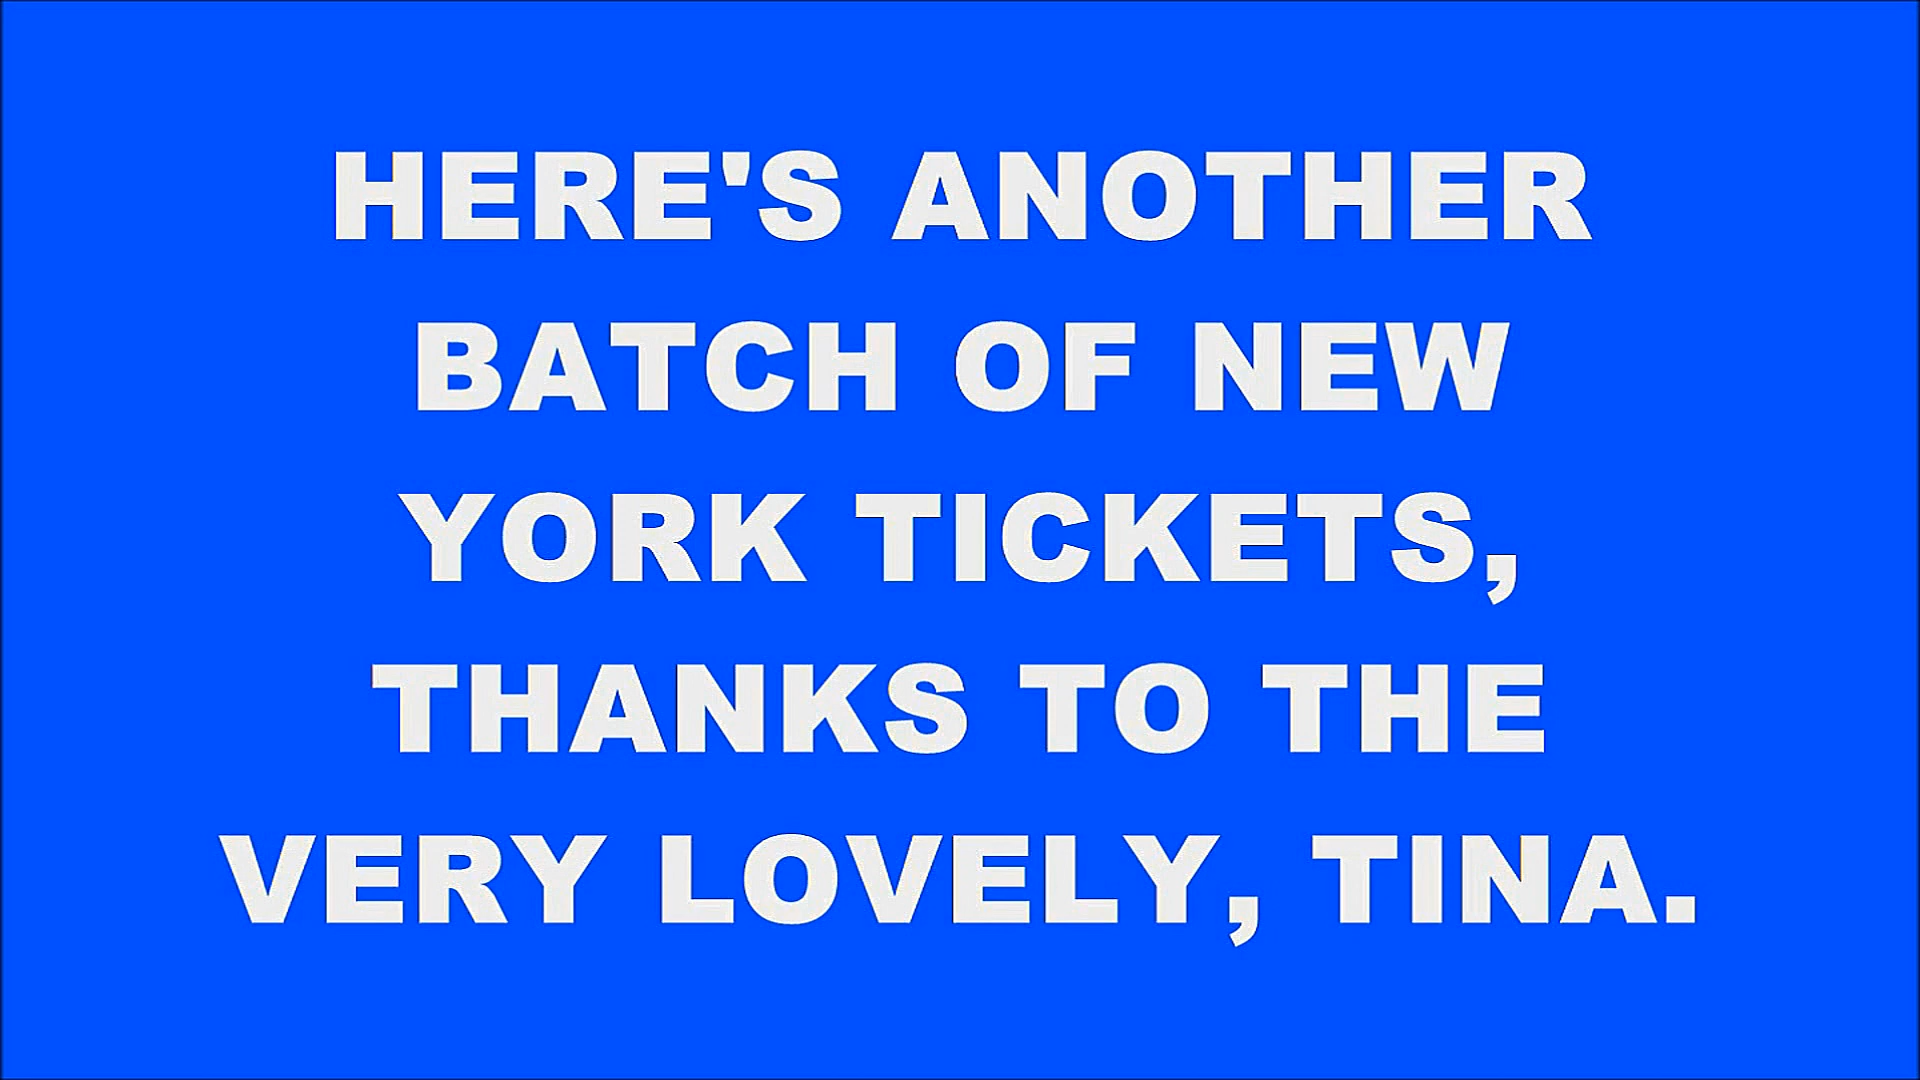 HERE'S ANOTHER
BATCH OF NEW
YORK TICKETS,
THANKS TO THE
VERY LOVELY, TINA.